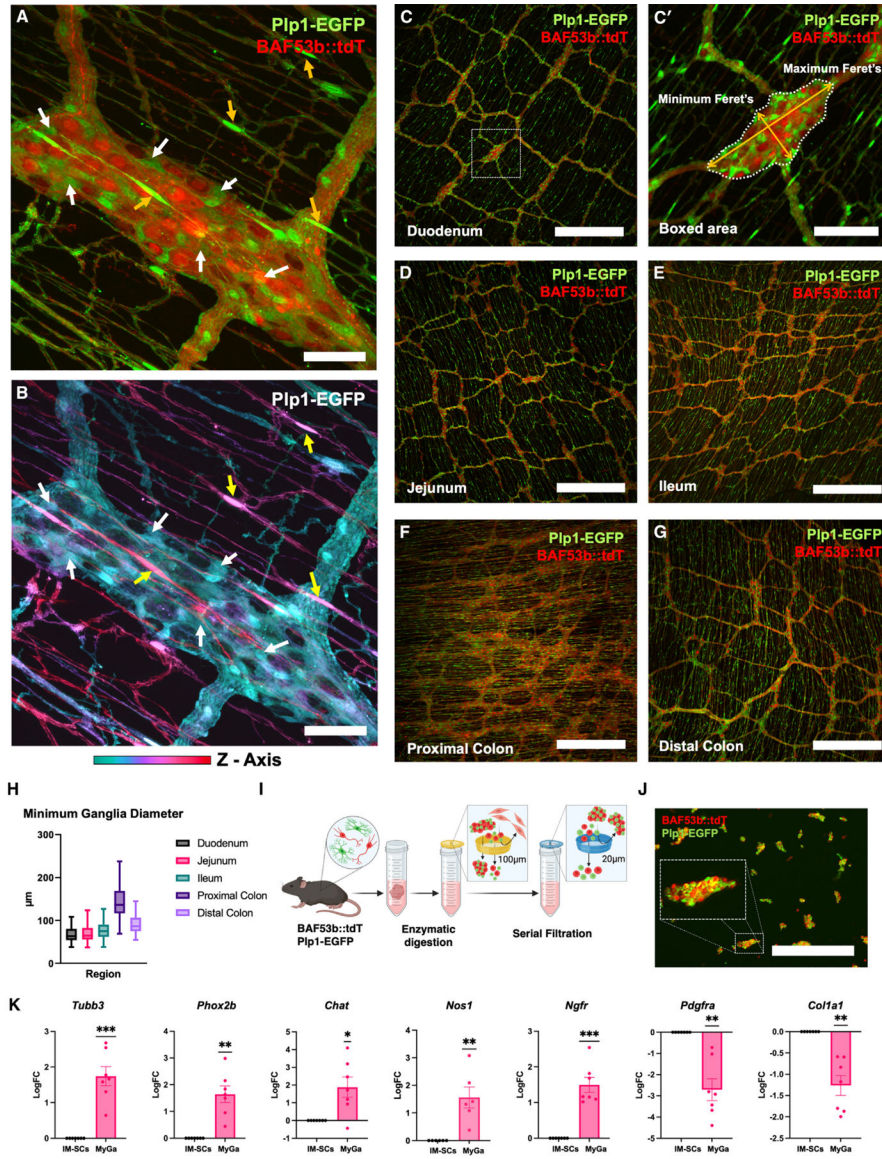 A
Plp1-EGFP
BAF53b::tdT
B
Plp1-EGFP
Z - Axis
C
Plp1-EGFP
BAF53b::tdT
Duodenum
C′
Plp1-EGFP
BAF53b::tdT
Maximum Feret's
Minimum Feret's
Boxed area
D
Plp1-EGFP
BAF53b::tdT
Jejunum
E
Plp1-EGFP
BAF53b::tdT
Ileum
F
Plp1-EGFP
BAF53b::tdT
Proximal Colon
G
Plp1-EGFP
BAF53b::tdT
Distal Colon
H
Minimum Ganglia Diameter
300
200
100
0
µm
Region
Duodenum
Jejunum
Ileum
Proximal Colon
Distal Colon
I
100µm
20µm
BAF53b::tdT
Plp1-EGFP
Enzymatic
digestion
Serial Filtration
J
BAF53b::tdT
Plp1-EGFP
K
Tubb3
***
3
2
1
0
LogFC
IM-SCs MyGa
Phox2b
**
4
3
2
1
0
LogFC
IM-SCs MyGa
Chat
*
5
4
3
2
1
0
-1
LogFC
IM-SCs MyGa
Nos1
**
4
3
2
1
0
LogFC
IM-SCs MyGa
Ngfr
***
3
2
1
0
LogFC
IM-SCs MyGa
Pdgfra
**
0
-1
-2
-3
-4
-5
LogFC
IM-SCs MyGa
Col1a1
**
0.0
-0.5
-1.0
-1.5
-2.0
-2.5
LogFC
IM-SCs MyGa